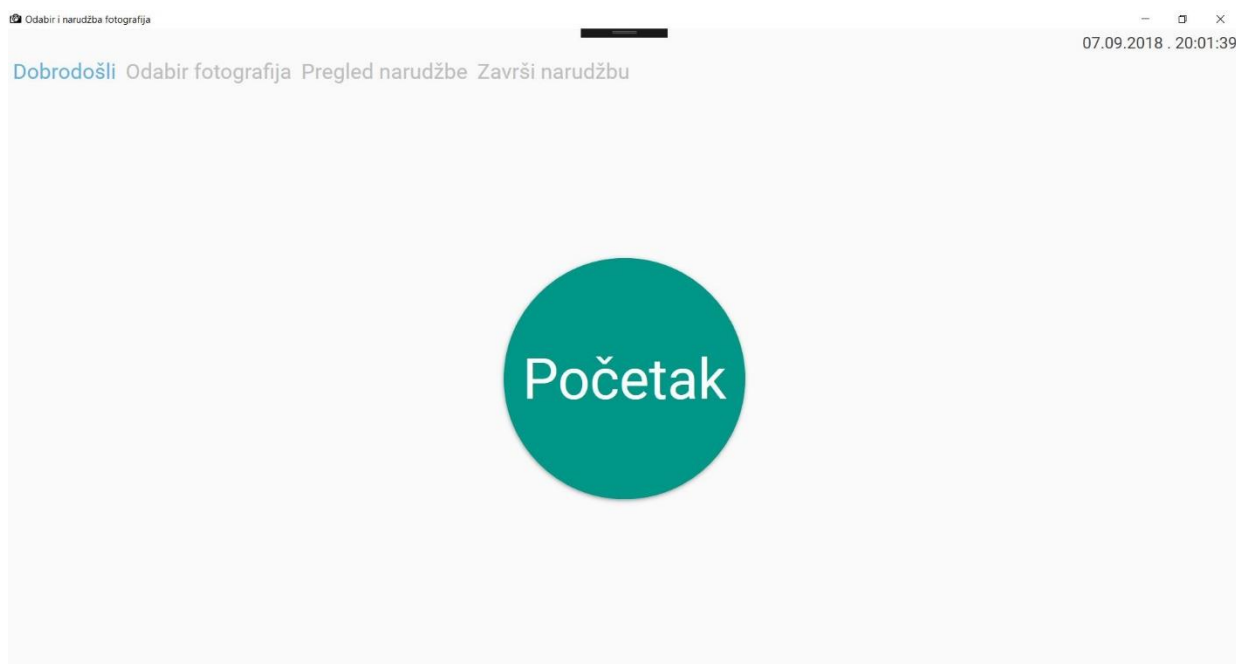 Odabir i narudžba fotografija
07.09.2018 . 20:01:39
Dobrodošli Odabir fotografija Pregled narudžbe Završi narudžbu
Početak